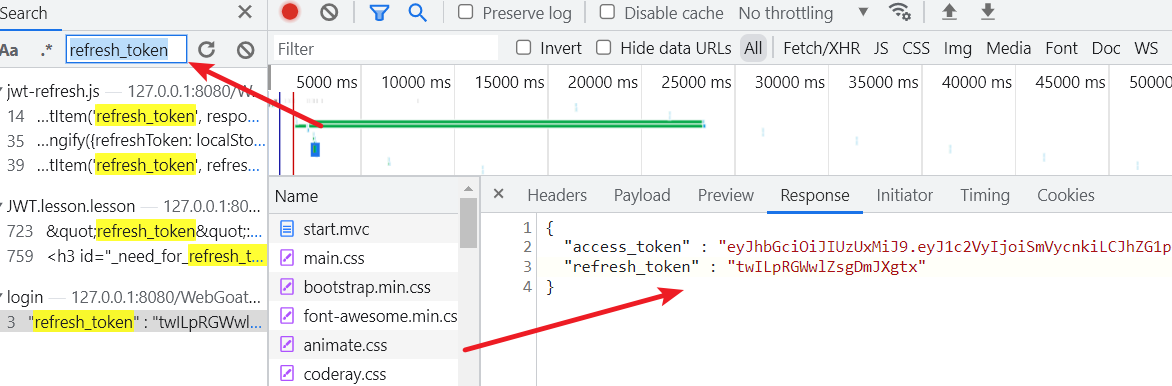 Search
Preserve log
Disable cache
No throttling
Aa
.*
refresh_token
Filter
Invert
Hide data URLs
All
Fetch/XHR
JS
CSS
Img
Media
Font
Doc
WS
5000 ms
10000 ms
15000 ms
20000 ms
25000 ms
30000 ms
35000 ms
40000 ms
45000 ms
50000
jwt-refresh.js — 127.0.0.1:8080/W...
14 ...tItem('refresh_token', respo...
35 ...ngify({refreshToken: localSto...
39 ...tItem('refresh_token', refres...
JWT.lesson.lesson — 127.0.0.1:80...
723 &quot;refresh_token&quot;:...
759 <h3 id="_need_for_refresh_t...
login — 127.0.0.1:8080/WebGoat...
3 "refresh_token" : "twILpRGWwl...
Name
start.mvc
main.css
bootstrap.min.css
font-awesome.min.cs
animate.css
coderay.css
Headers
Payload
Preview
Response
Initiator
Timing
Cookies
1 {
2 "access_token" : "eyJhbGciOiJIUzUxMiJ9.eyJ1c2VyIjoiSmVycnkiLCJhZG1p
3 "refresh_token" : "twILpRGWwlZsgDmJXgtx"
4 }